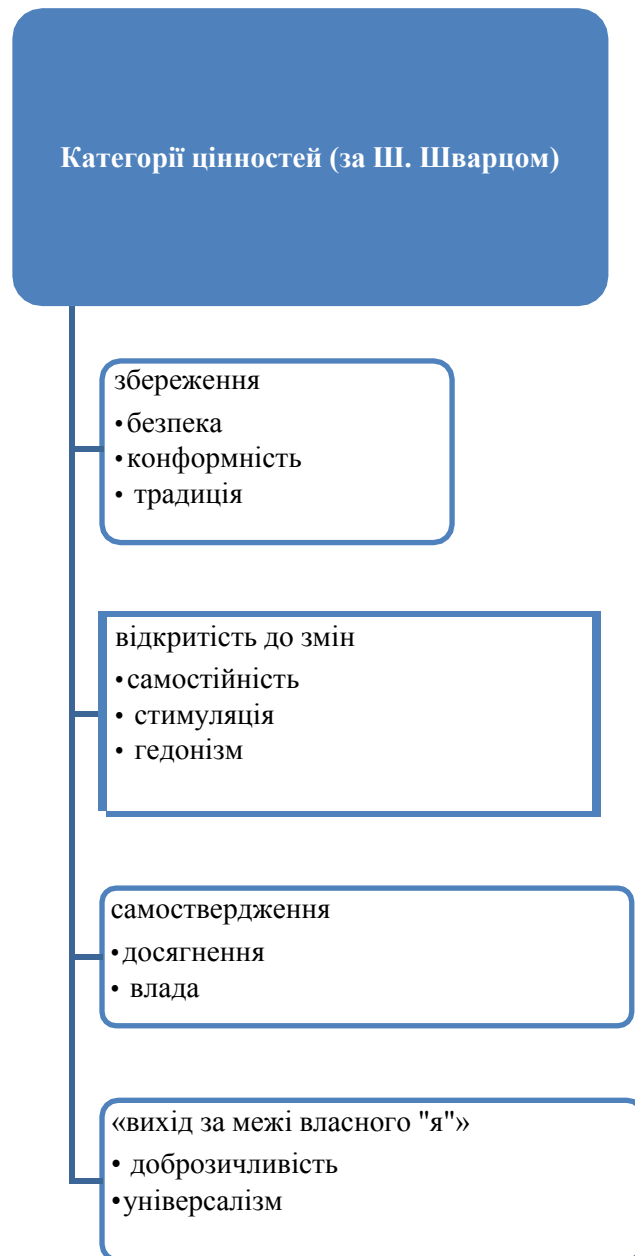 Категорії цінностей (за Ш. Шварцом)
збереження
•безпека
•конформність
• традиція
відкритість до змін
•самостійність
• стимуляція
• гедонізм
самоствердження
•досягнення
• влада
«вихід за межі власного "я"»
• доброзичливість
•універсалізм